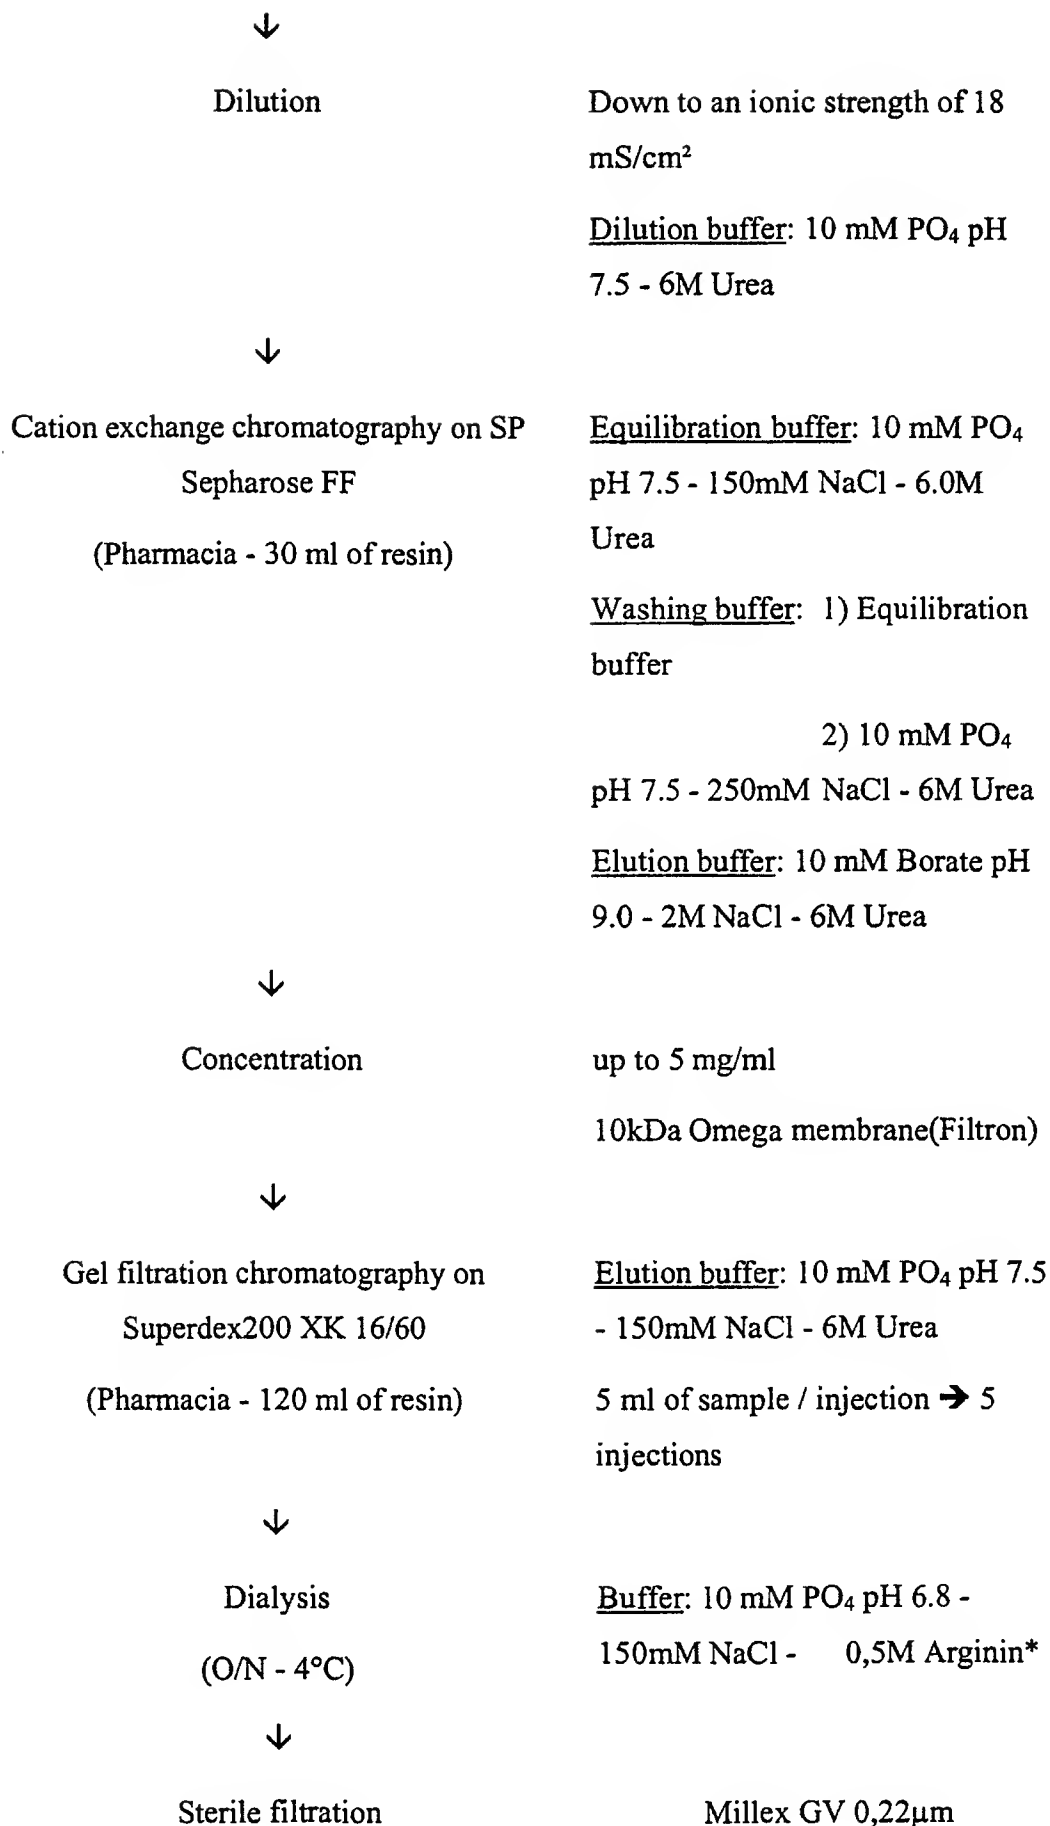 ↓
Dilution
Down to an ionic strength of 18
mS/cm²
Dilution buffer: 10 mM PO₄ pH
7.5 - 6M Urea
↓
Cation exchange chromatography on SP
Sepharose FF
(Pharmacia - 30 ml of resin)
Equilibration buffer: 10 mM PO₄
pH 7.5 - 150mM NaCl - 6.0M
Urea
Washing buffer: 1) Equilibration
buffer
2) 10 mM PO₄
pH 7.5 - 250mM NaCl - 6M Urea
Elution buffer: 10 mM Borate pH
9.0 - 2M NaCl - 6M Urea
↓
Concentration
up to 5 mg/ml
10kDa Omega membrane(Filtron)
↓
Gel filtration chromatography on
Superdex200 XK 16/60
(Pharmacia - 120 ml of resin)
Elution buffer: 10 mM PO₄ pH 7.5
- 150mM NaCl - 6M Urea
5 ml of sample / injection ➔ 5
injections
↓
Dialysis
(O/N - 4°C)
Buffer: 10 mM PO₄ pH 6.8 -
150mM NaCl - 0,5M Arginin*
↓
Sterile filtration
Millex GV 0,22µm